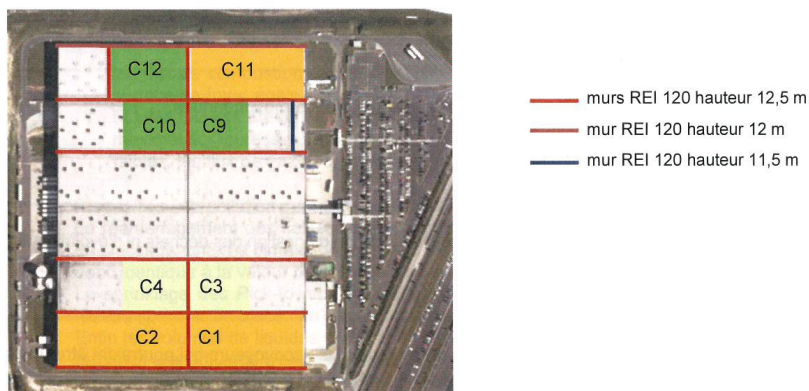 C12 C11
C10 C9
C4 C3
C2 C1
murs REI 120 hauteur 12,5 m
mur REI 120 hauteur 12 m
mur REI 120 hauteur 11,5 m